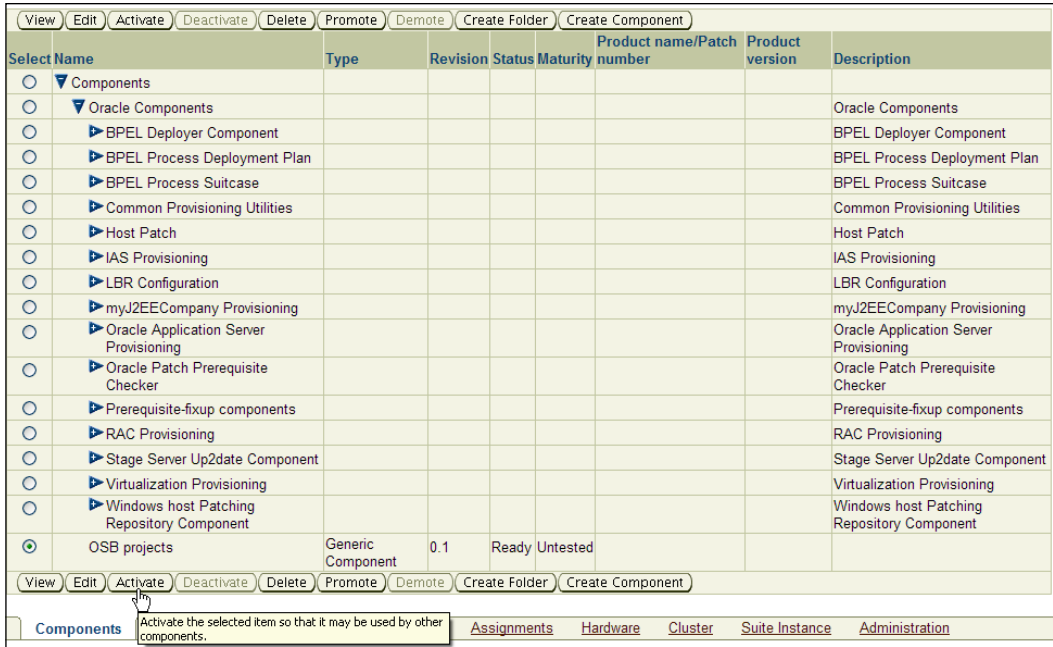 View Edit Activate Deactivate Delete Promote Demote Create Folder Create Component
Product name/Patch Product
Select Name Type Revision Status Maturity number version Description
Components
Oracle Components Oracle Components
BPEL Deployer Component BPEL Deployer Component
BPEL Process Deployment Plan BPEL Process Deployment Plan
BPEL Process Suitcase BPEL Process Suitcase
Common Provisioning Utilities Common Provisioning Utilities
Host Patch Host Patch
IAS Provisioning IAS Provisioning
LBR Configuration LBR Configuration
myJ2EECompany Provisioning myJ2EECompany Provisioning
Oracle Application Server Oracle Application Server
Provisioning Provisioning
Oracle Patch Prerequisite Oracle Patch Prerequisite
Checker Checker
Prerequisite-fixup components Prerequisite-fixup components
RAC Provisioning RAC Provisioning
Stage Server Up2date Component Stage Server Up2date Component
Virtualization Provisioning Virtualization Provisioning
Windows host Patching Windows host Patching
Repository Component Repository Component
OSB projects Generic 0.1 Ready Untested
Component
View Edit Activate Deactivate Delete Promote Demote Create Folder Create Component
Activate the selected item so that it may be used by other
components.
Components Assignments Hardware Cluster Suite Instance Administration